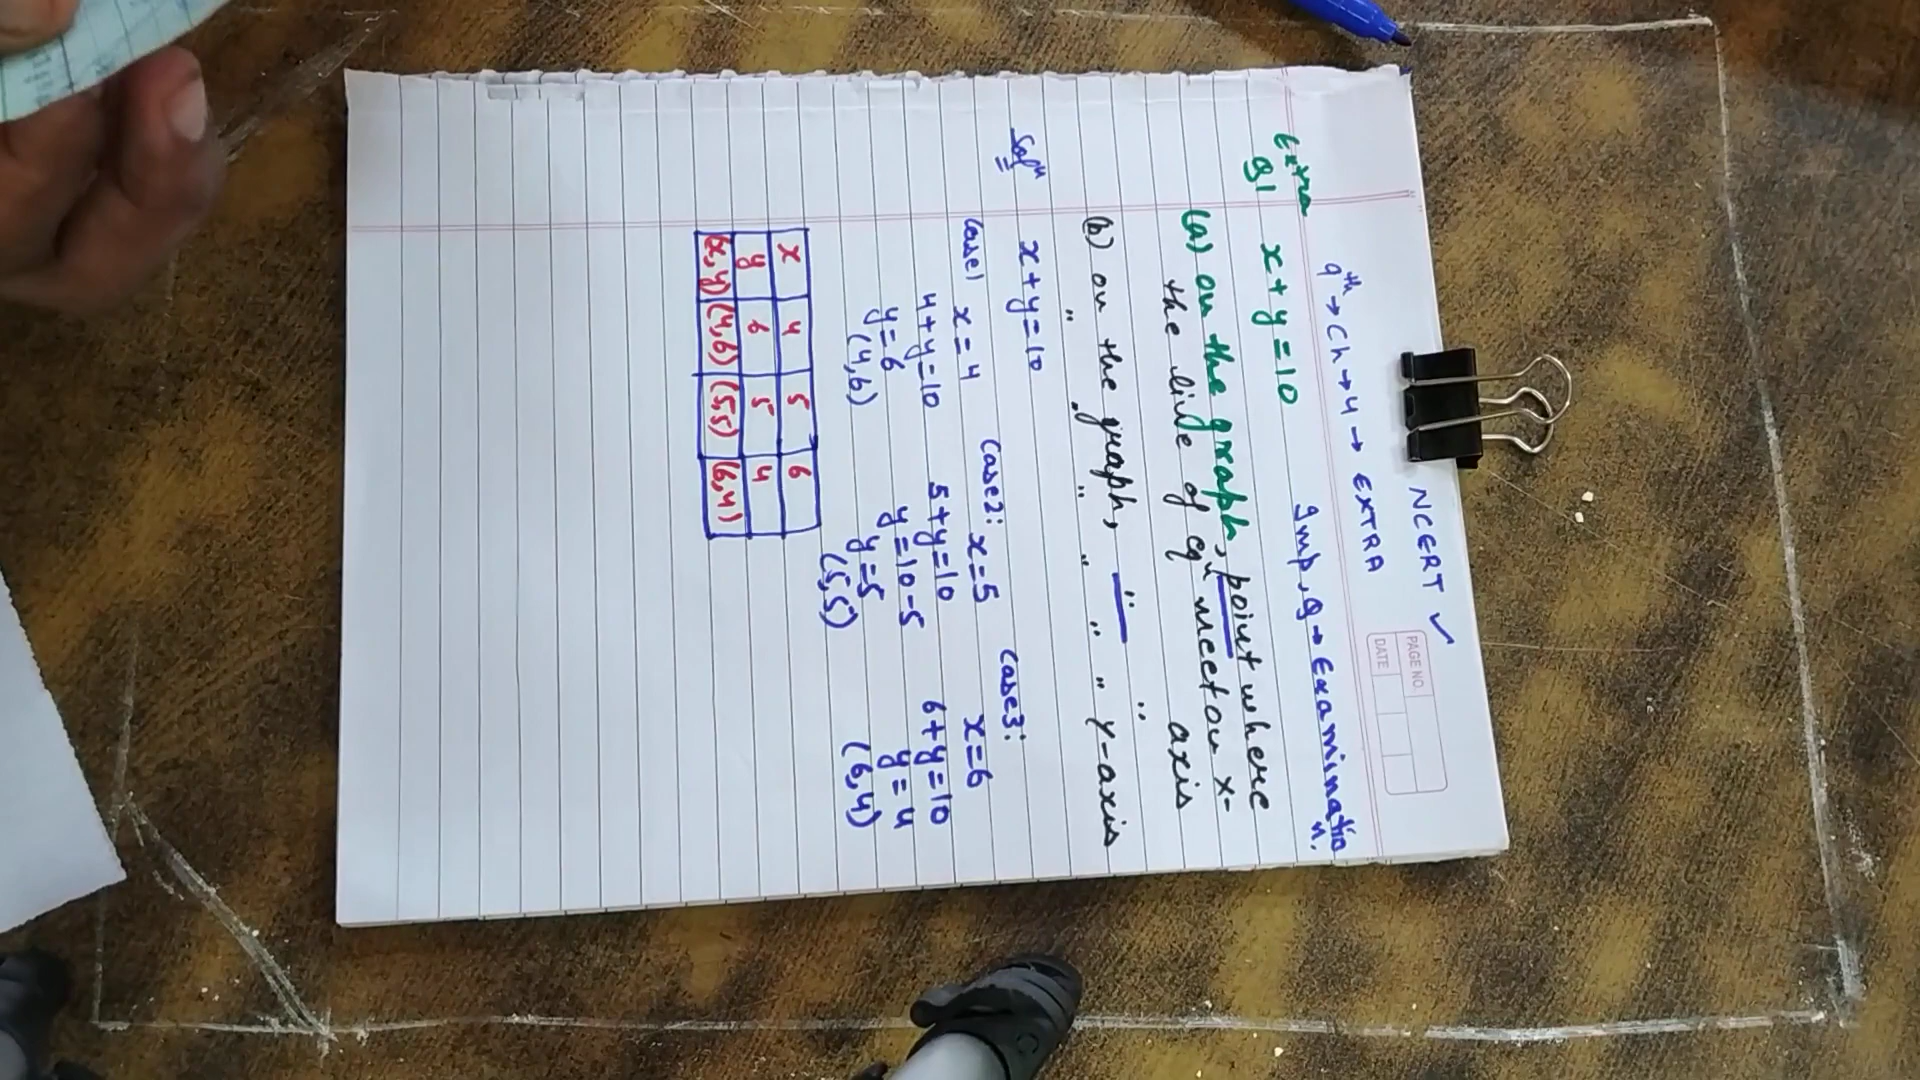 NCERT ✓
PAGE NO.
DATE
9th → Ch → 4 → EXTRA
Imp. Q → Examination.
Extra
Q1 x + y = 10
(a) on the graph, point where
the line of eqn meet on x-
axis
(b) on the graph, " "
" " " " " " y-axis
Soln x + y = 10
Case1 x = 4
4 + y = 10
y = 6
(4,6)
Case2: x = 5
5 + y = 10
y = 10 - 5
y = 5
(5,5)
Case3:
x = 6
6 + y = 10
y = 4
(6,4)
x 4 5 6
y 6 5 4
(x,y) (4,6) (5,5) (6,4)